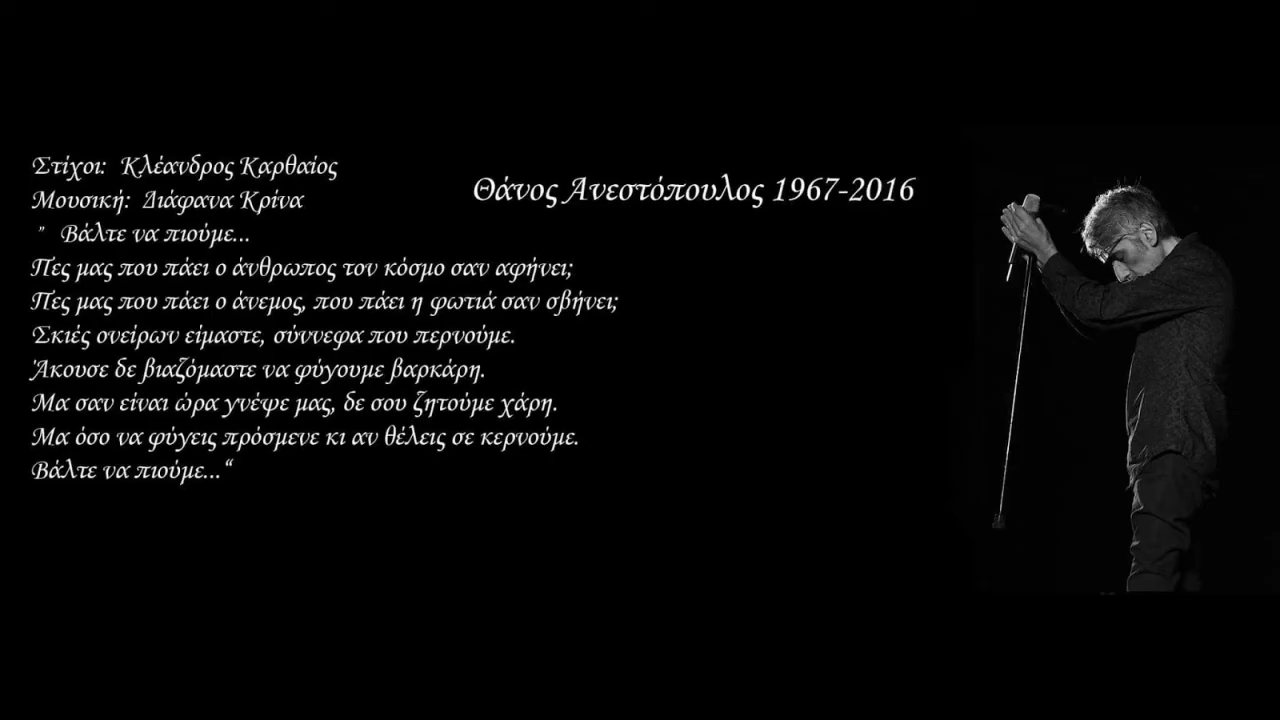 Στίχοι: Κλέανδρος Καρθαίος
Μουσική: Διάφανα Κρίνα
" Βάλτε να πιούμε...
Πες μας που πάει ο άνθρωπος τον κόσμο σαν αφήνει;
Πες μας που πάει ο άνεμος, που πάει η φωτιά σαν σβήνει;
Σκιές ονείρων είμαστε, σύννεφα που περνούμε.
Άκουσε δε βιαζόμαστε να φύγουμε βαρκάρη.
Μα σαν είναι ώρα γνέψε μας, δε σου ζητούμε χάρη.
Μα όσο να φύγεις πρόσμενε κι αν θέλεις σε κερνούμε.
Βάλτε να πιούμε...“
Θάνος Ανεστόπουλος 1967-2016